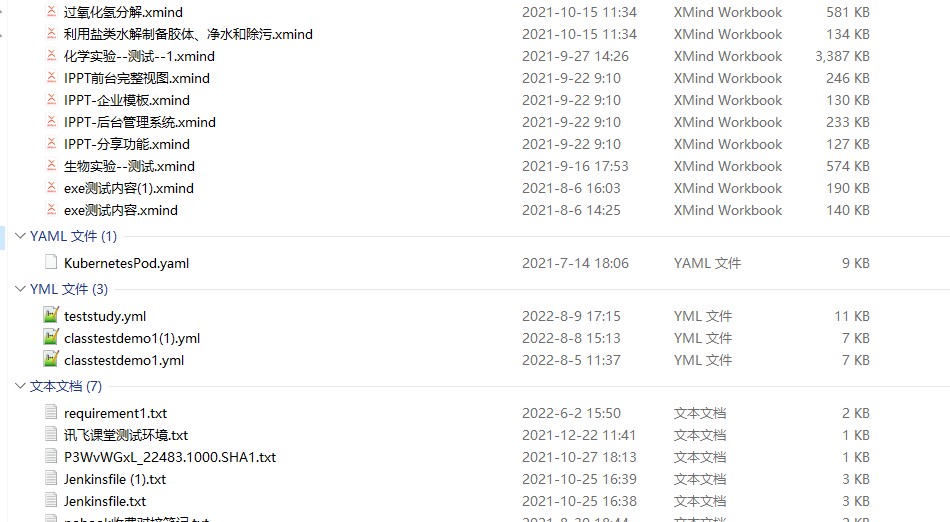 过氧化氢分解.xmind 2021-10-15 11:34 XMind Workbook 581 KB
利用盐类水解制备胶体、净水和除污.xmind 2021-10-15 11:34 XMind Workbook 134 KB
化学实验--测试--1.xmind 2021-9-27 14:26 XMind Workbook 3,387 KB
IPPT前台完整视图.xmind 2021-9-22 9:10 XMind Workbook 246 KB
IPPT-企业模板.xmind 2021-9-22 9:10 XMind Workbook 130 KB
IPPT-后台管理系统.xmind 2021-9-22 9:10 XMind Workbook 233 KB
IPPT-分享功能.xmind 2021-9-22 9:10 XMind Workbook 127 KB
生物实验--测试.xmind 2021-9-16 17:53 XMind Workbook 574 KB
exe测试内容(1).xmind 2021-8-6 16:03 XMind Workbook 190 KB
exe测试内容.xmind 2021-8-6 14:25 XMind Workbook 140 KB
YAML 文件 (1)
KubernetesPod.yaml 2021-7-14 18:06 YAML 文件 9 KB
YML 文件 (3)
teststudy.yml 2022-8-9 17:15 YML 文件 11 KB
classtestdemo1(1).yml 2022-8-8 15:13 YML 文件 7 KB
classtestdemo1.yml 2022-8-5 11:37 YML 文件 7 KB
文本文档 (7)
requirement1.txt 2022-6-2 15:50 文本文档 2 KB
讯飞课堂测试环境.txt 2021-12-22 11:41 文本文档 1 KB
P3WvWGxL_22483.1000.SHA1.txt 2021-10-27 18:13 文本文档 1 KB
Jenkinsfile (1).txt 2021-10-25 16:39 文本文档 3 KB
Jenkinsfile.txt 2021-10-25 16:38 文本文档 3 KB